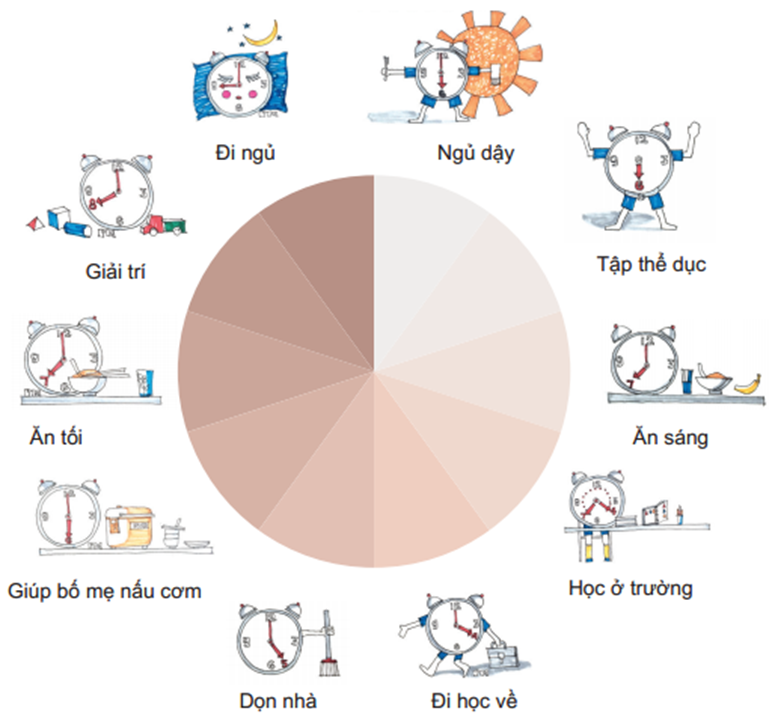 Đi ngủ
Ngủ dậy
Giải trí
Tập thể dục
Ăn tối
Ăn sáng
Giúp bố mẹ nấu cơm
Học ở trường
Dọn nhà
Đi học về